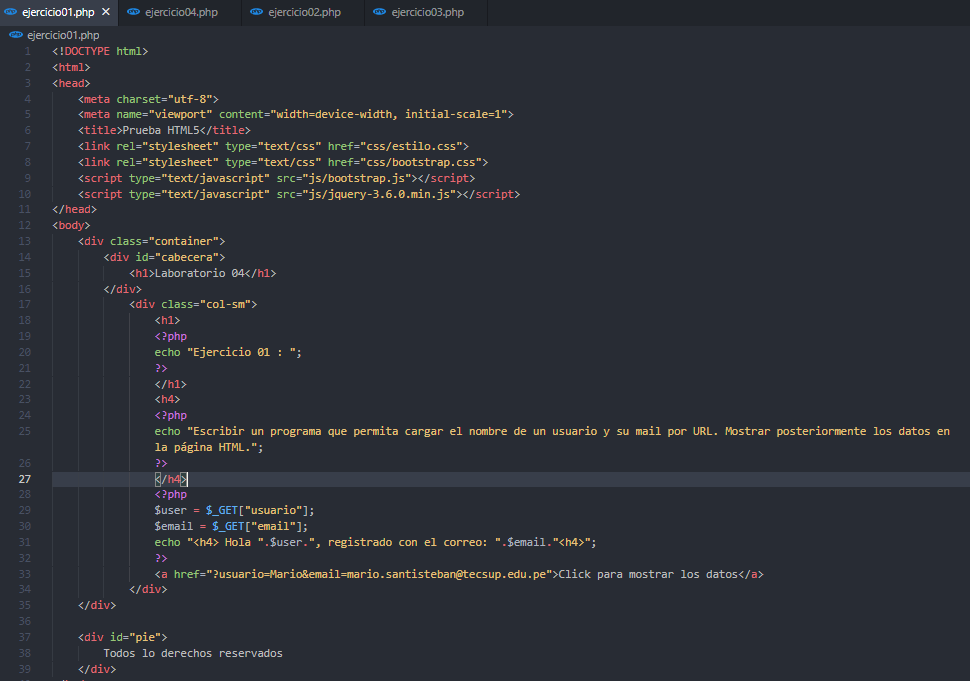 ejercicio01.php ejercicio04.php ejercicio02.php ejercicio03.php
ejercicio01.php
1 <!DOCTYPE html>
2 <html>
3 <head>
4 <meta charset="utf-8">
5 <meta name="viewport" content="width=device-width, initial-scale=1">
6 <title>Prueba HTML5</title>
7 <link rel="stylesheet" type="text/css" href="css/estilo.css">
8 <link rel="stylesheet" type="text/css" href="css/bootstrap.css">
9 <script type="text/javascript" src="js/bootstrap.js"></script>
10 <script type="text/javascript" src="js/jquery-3.6.0.min.js"></script>
11 </head>
12 <body>
13 <div class="container">
14 <div id="cabecera">
15 <h1>Laboratorio 04</h1>
16 </div>
17 <div class="col-sm">
18 <h1>
19 <?php
20 echo "Ejercicio 01 : ";
21 ?>
22 </h1>
23 <h4>
24 <?php
25 echo "Escribir un programa que permita cargar el nombre de un usuario y su mail por URL. Mostrar posteriormente los datos en
la página HTML.";
26 ?>
27 </h4>
28 <?php
29 $user = $_GET["usuario"];
30 $email = $_GET["email"];
31 echo "<h4> Hola ".$user.", registrado con el correo: ".$email."<h4>";
32 ?>
33 <a href="?usuario=Mario&email=mario.santisteban@tecsup.edu.pe">Click para mostrar los datos</a>
34 </div>
35 </div>
36
37 <div id="pie">
38 Todos lo derechos reservados
39 </div>